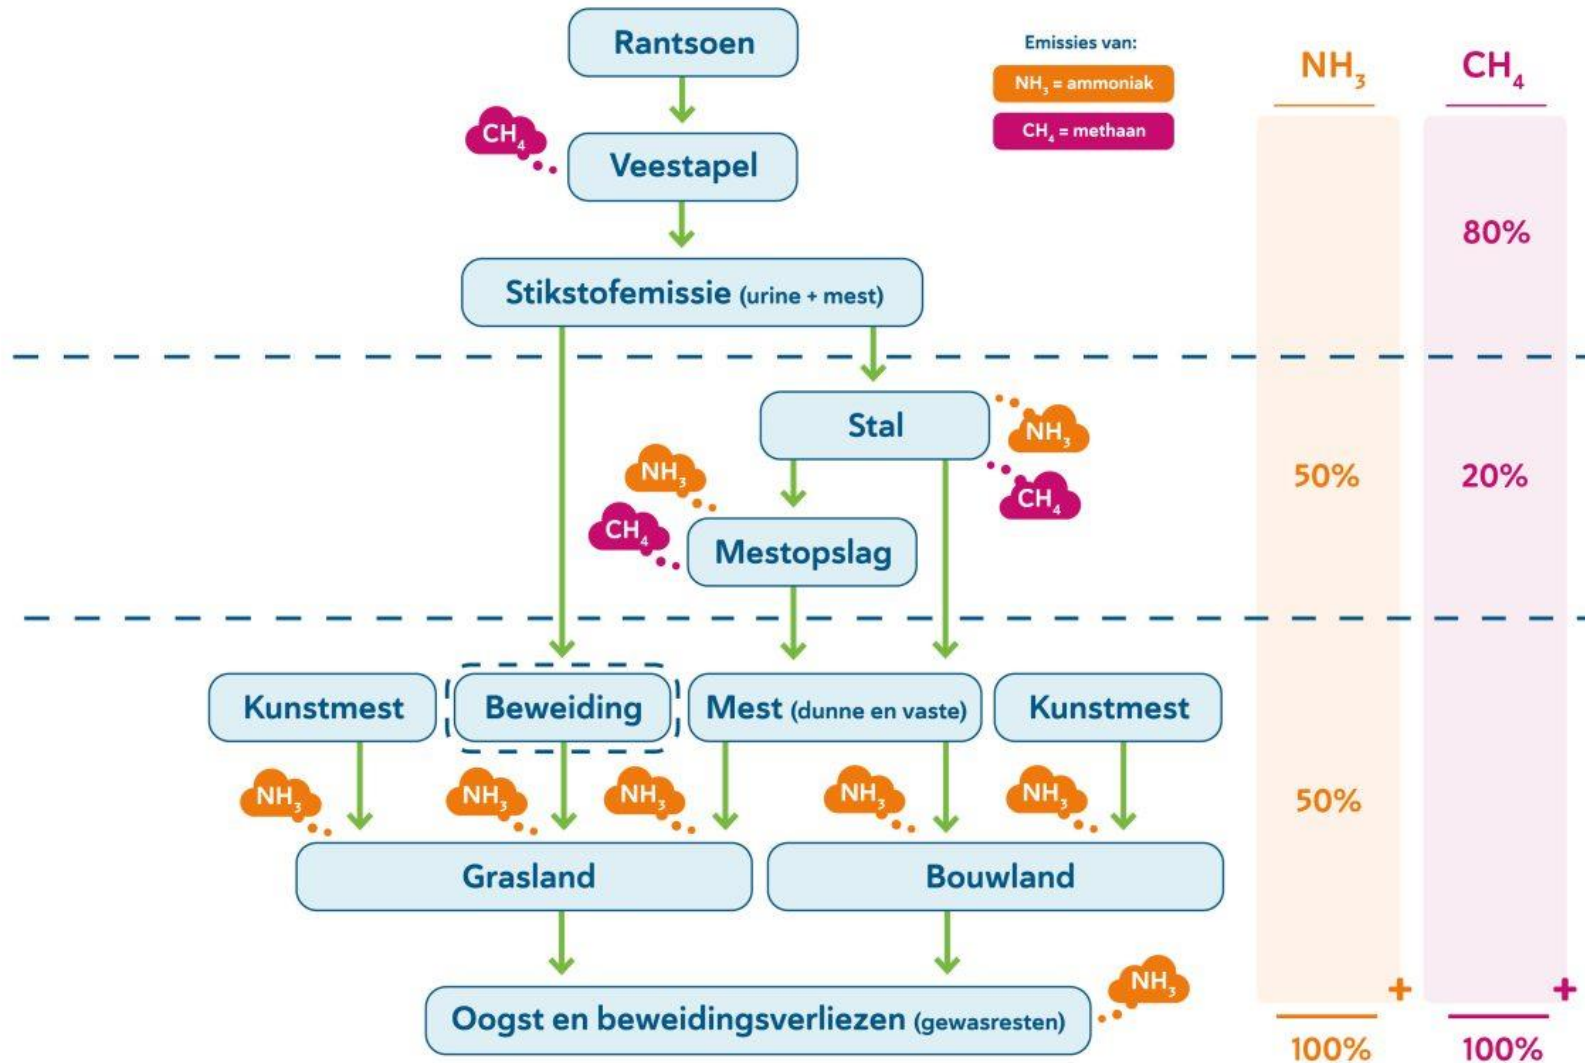 Rantsoen
Emissies van:
NH₃ = ammoniak
CH₄ = methaan
NH₃
CH₄
CH₄
Veestapel
80%
Stikstofemissie (urine + mest)
Stal
NH₃
NH₃
CH₄
CH₄
50%
20%
Mestopslag
Kunstmest
Beweiding
Mest (dunne en vaste)
Kunstmest
NH₃
NH₃
NH₃
NH₃
NH₃
50%
Grasland
Bouwland
NH₃
Oogst en beweidingsverliezen (gewasresten)
+
+
100%
100%